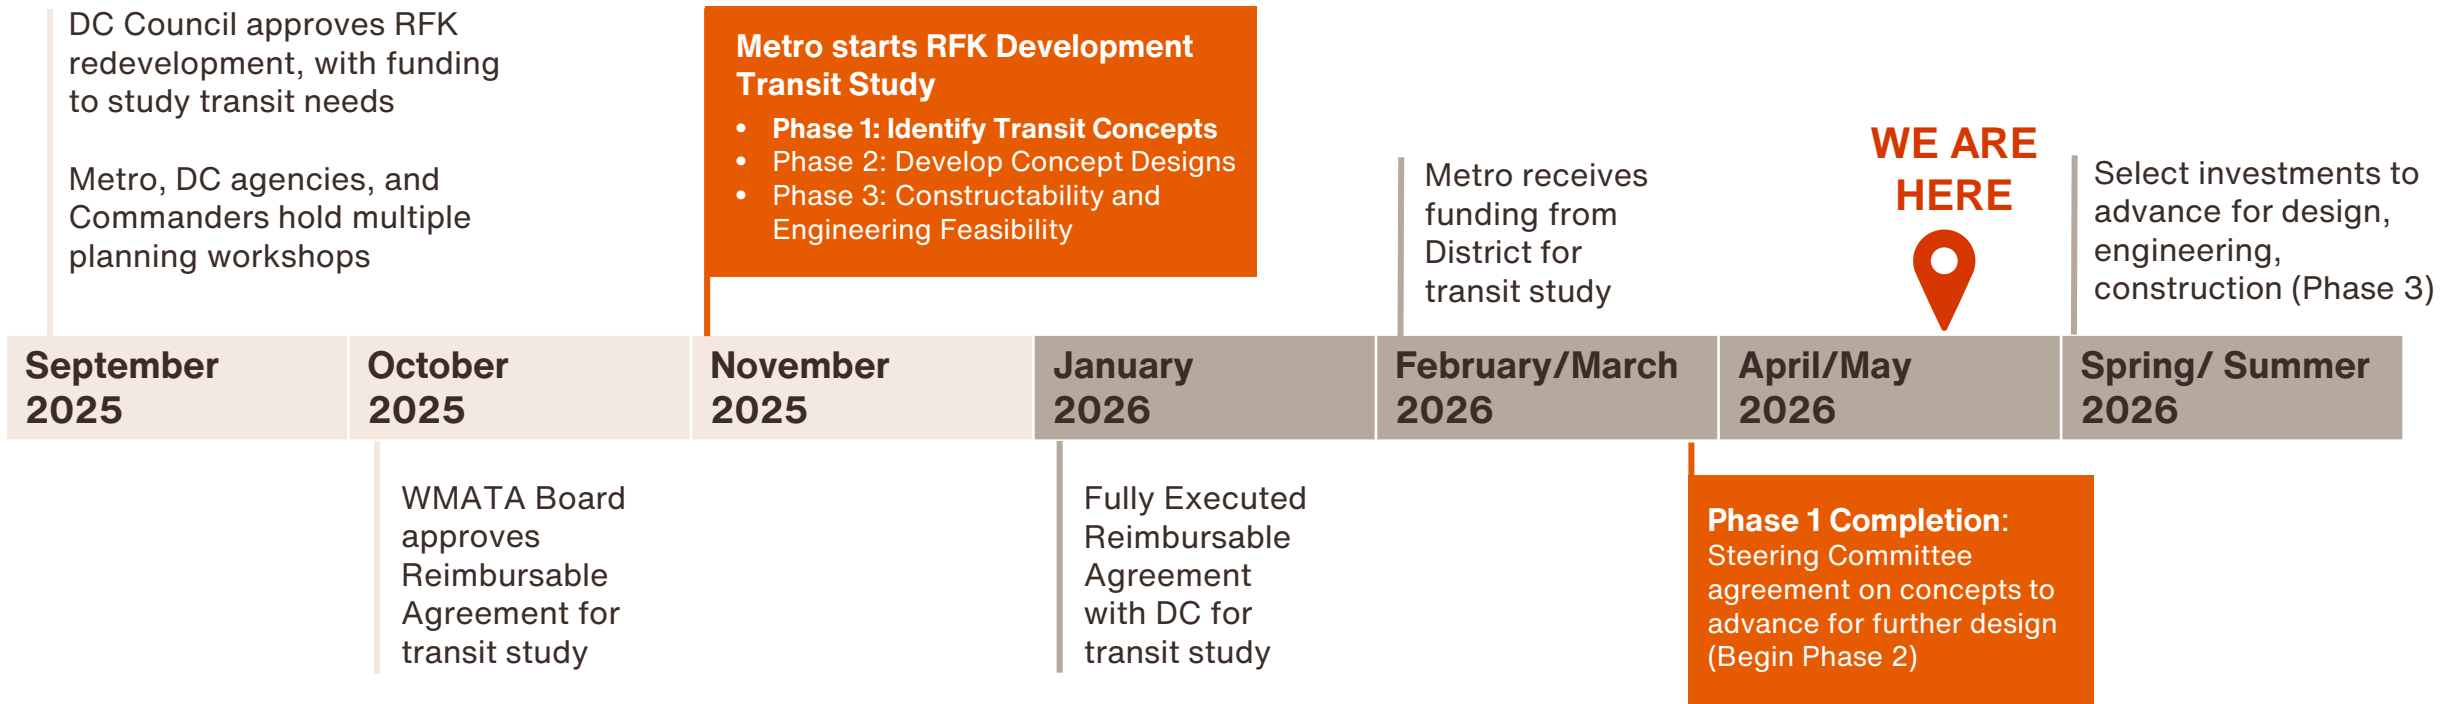 DC Council approves RFK
redevelopment, with funding
to study transit needs
Metro, DC agencies, and
Commanders hold multiple
planning workshops
Metro starts RFK Development
Transit Study
• Phase 1: Identify Transit Concepts
• Phase 2: Develop Concept Designs
• Phase 3: Constructability and
Engineering Feasibility
Metro receives
funding from
District for
transit study
WE ARE
HERE
Select investments to
advance for design,
engineering,
construction (Phase 3)
September
2025
October
2025
November
2025
January
2026
February/March
2026
April/May
2026
Spring/ Summer
2026
WMATA Board
approves
Reimbursable
Agreement for
transit study
Fully Executed
Reimbursable
Agreement
with DC for
transit study
Phase 1 Completion:
Steering Committee
agreement on concepts to
advance for further design
(Begin Phase 2)